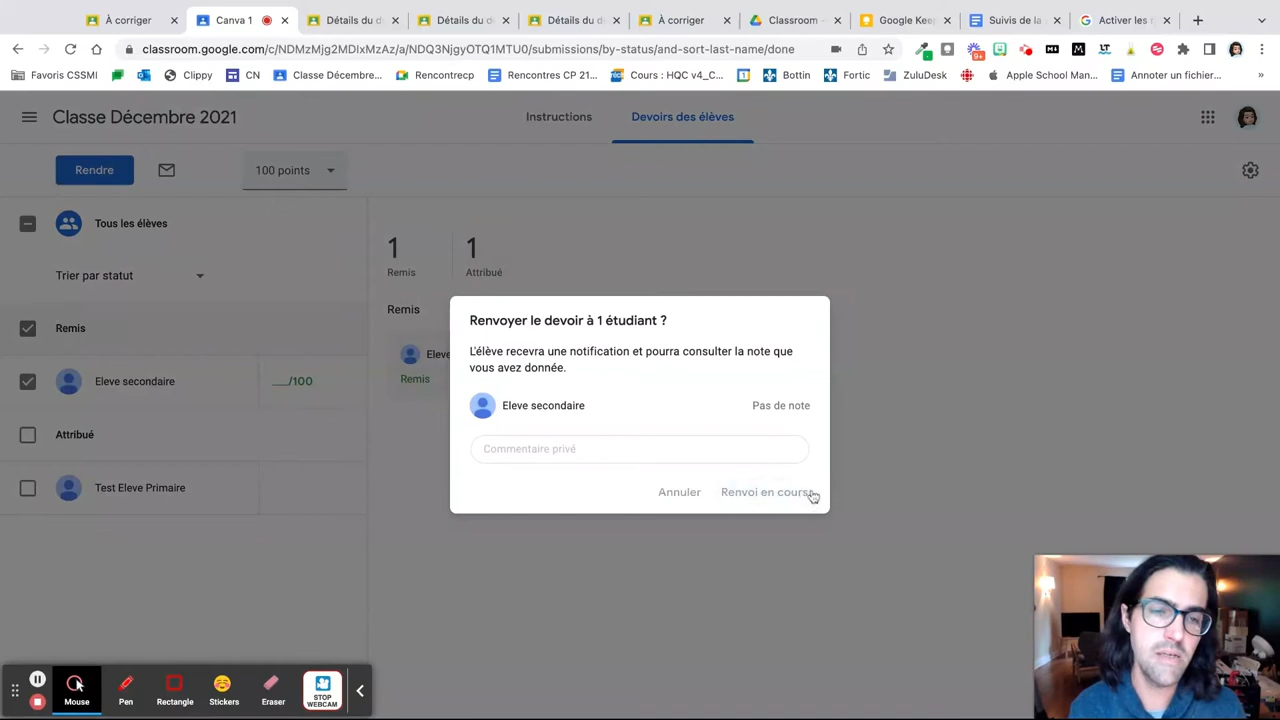 À corriger
Canva 1
Détails du d
Détails du d
Détails du d
À corriger
Classroom –
Google Keep
Suivis de la
Activer les
classroom.google.com/c/NDMzMjg2MDIxMzAz/a/NDQ3NjgyOTQ1MTU0/submissions/by-status/and-sort-last-name/done
9+
Favoris CSSMI
Clippy
CN
Classe Décembre...
Rencontrecp
Rencontres CP 21...
Cours : HQC v4_C...
Bottin
Fortic
ZuluDesk
Apple School Man...
Annoter un fichier...
»
Classe Décembre 2021
Instructions
Devoirs des élèves
Rendre
100 points
Tous les élèves
Trier par statut
Remis
Eleve secondaire
___/100
Attribué
Test Eleve Primaire
1
Remis
1
Attribué
Remis
Eleve
Remis
Renvoyer le devoir à 1 étudiant ?
L'élève recevra une notification et pourra consulter la note que
vous avez donnée.
Eleve secondaire
Pas de note
Commentaire privé
Annuler
Renvoi en cours
Mouse
Pen
Rectangle
Stickers
Eraser
STOP
WEBCAM